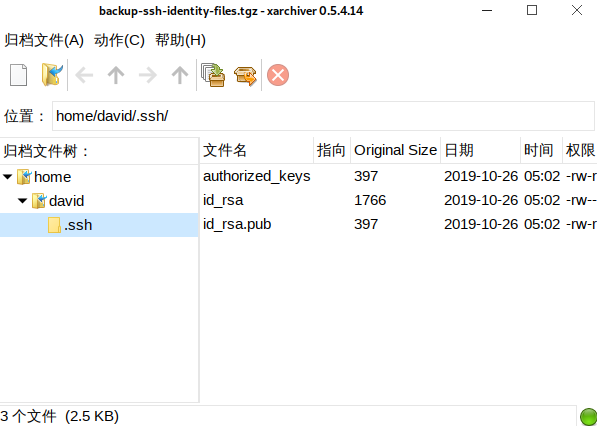 backup-ssh-identity-files.tgz - xarchiver 0.5.4.14
归档文件(A) 动作(C) 帮助(H)
位置： home/david/.ssh/
归档文件树：
home
david
.ssh
文件名 指向 Original Size 日期 时间 权限
authorized_keys 397 2019-10-26 05:02 -rw-r
id_rsa 1766 2019-10-26 05:02 -rw--
id_rsa.pub 397 2019-10-26 05:02 -rw-r
3 个文件 (2.5 KB)